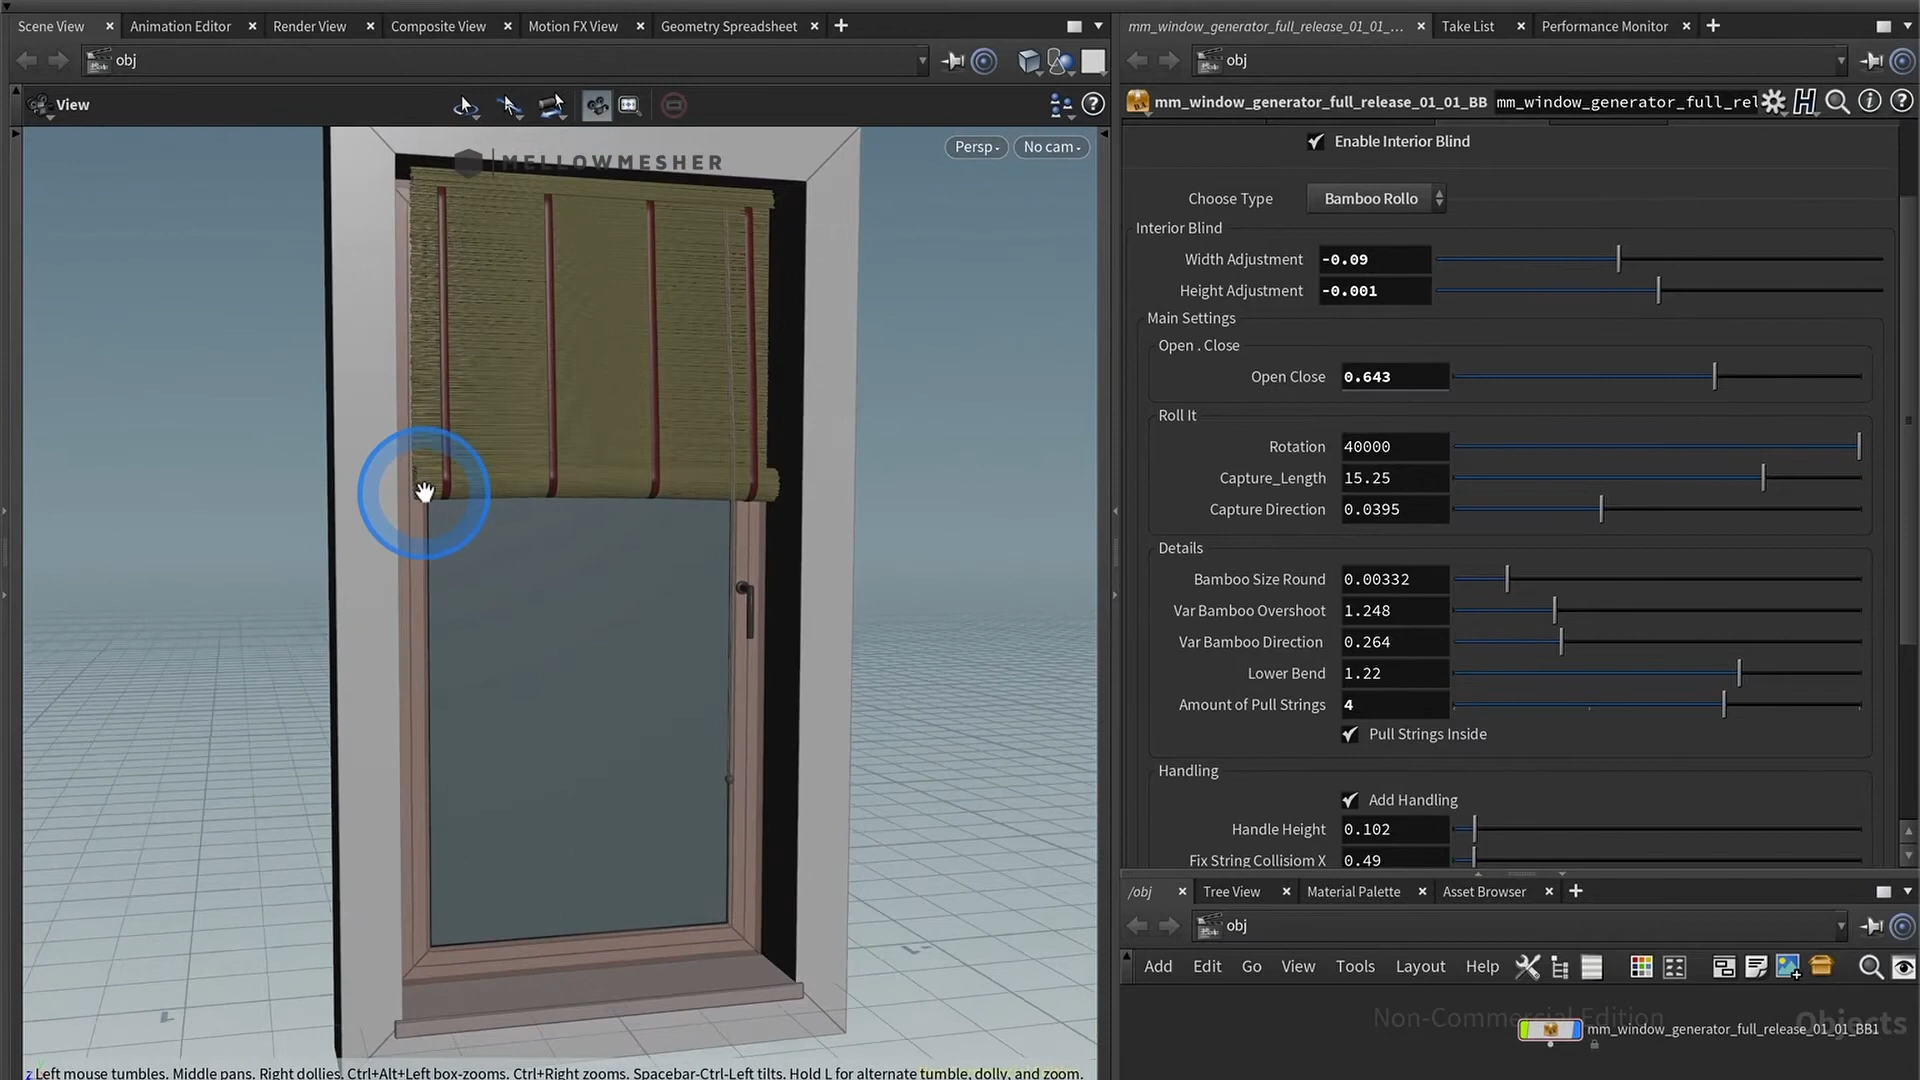 Scene View
Animation Editor
Render View
Composite View
Motion FX View
Geometry Spreadsheet
mm_window_generator_full_release_01_01_...
Take List
Performance Monitor
obj
obj
View
mm_window_generator_full_release_01_01_BB
mm_window_generator_full_rel
Persp
No cam
MELLOWMESHER
Enable Interior Blind
Choose Type
Bamboo Rollo
Interior Blind
Width Adjustment
-0.09
Height Adjustment
-0.001
Main Settings
Open . Close
Open Close
0.643
Roll It
Rotation
40000
Capture_Length
15.25
Capture Direction
0.0395
Details
Bamboo Size Round
0.00332
Var Bamboo Overshoot
1.248
Var Bamboo Direction
0.264
Lower Bend
1.22
Amount of Pull Strings
4
Pull Strings Inside
Handling
Add Handling
Handle Height
0.102
Fix String Collisiom X
0.49
/obj
Tree View
Material Palette
Asset Browser
obj
Add
Edit
Go
View
Tools
Layout
Help
Non-Commercial Edition
Objects
mm_window_generator_full_release_01_01_BB1
Left mouse tumbles. Middle pans. Right dollies. Ctrl+Alt+Left box-zooms. Ctrl+Right zooms. Spacebar-Ctrl-Left tilts. Hold L for alternate tumble, dolly, and zoom.